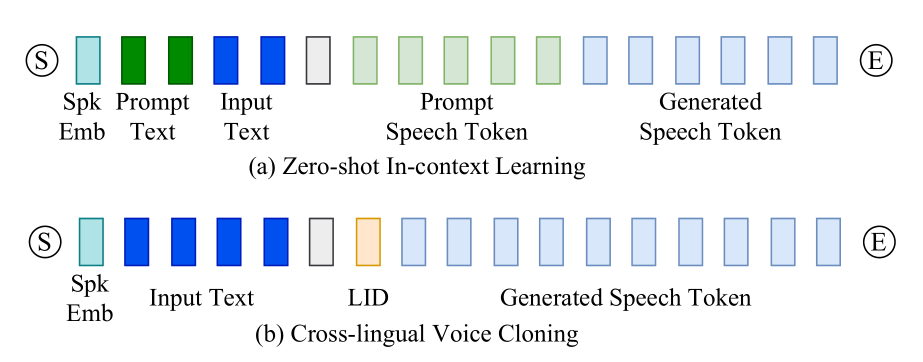 S E
Spk Prompt Input Prompt Generated
Emb Text Text Speech Token Speech Token
(a) Zero-shot In-context Learning
S E
Spk
Emb Input Text LID Generated Speech Token
(b) Cross-lingual Voice Cloning